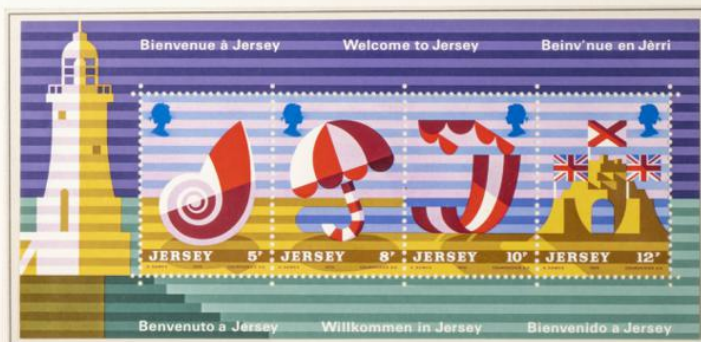 Bienvenue à Jersey
Welcome to Jersey
Beinv'nue en Jèrri
JERSEY 5P
JERSEY 8P
JERSEY 10P
JERSEY 12P
Benvenuto a Jersey
Willkommen in Jersey
Bienvenido a Jersey